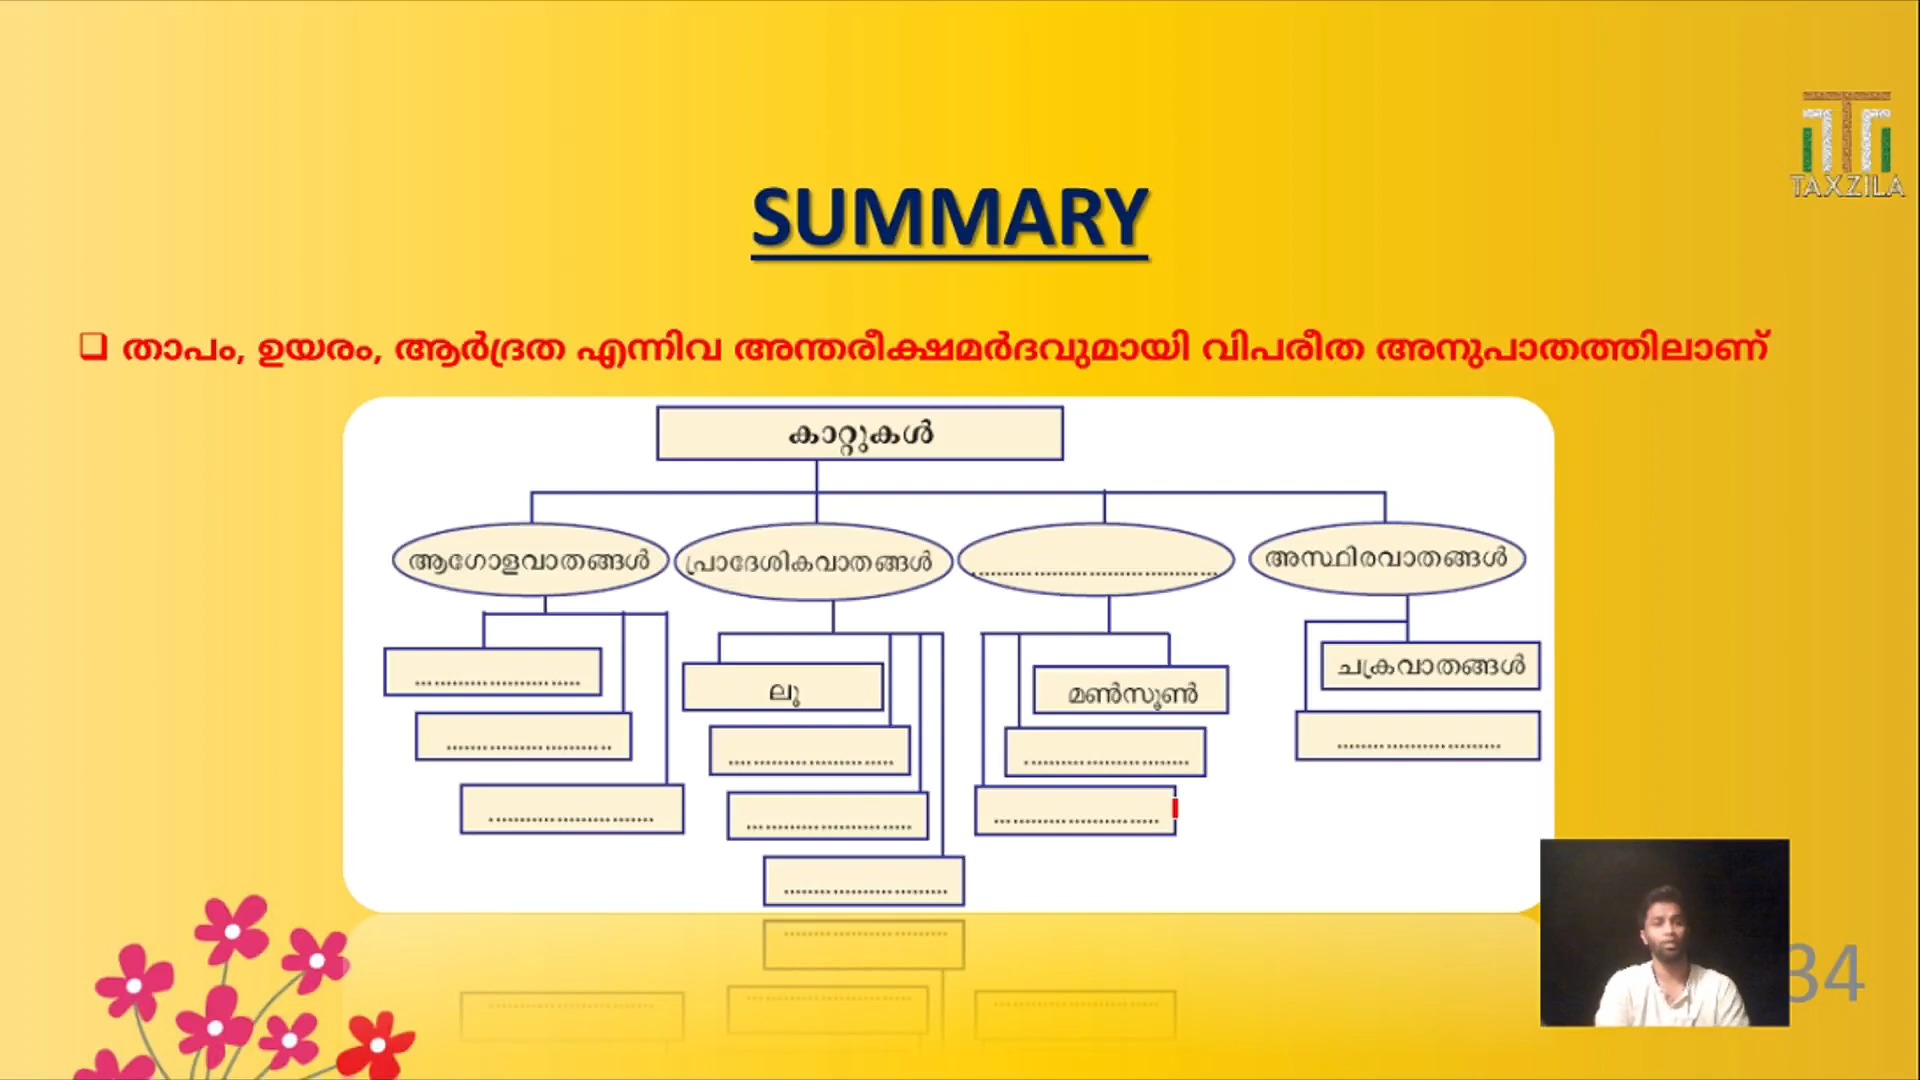 TAXZILA
SUMMARY
❑ താപം, ഉയരം, ആർദ്രത എന്നിവ അന്തരീക്ഷമർദവുമായി വിപരീത അനുപാതത്തിലാണ്
കാറ്റുകൾ
ആഗോളവാതങ്ങൾ പ്രാദേശികവാതങ്ങൾ ............................... അസ്ഥിരവാതങ്ങൾ
......................... ലൂ മൺസൂൺ ചക്രവാതങ്ങൾ
......................... ......................... ......................... .........................
......................... ......................... .........................
.........................
34